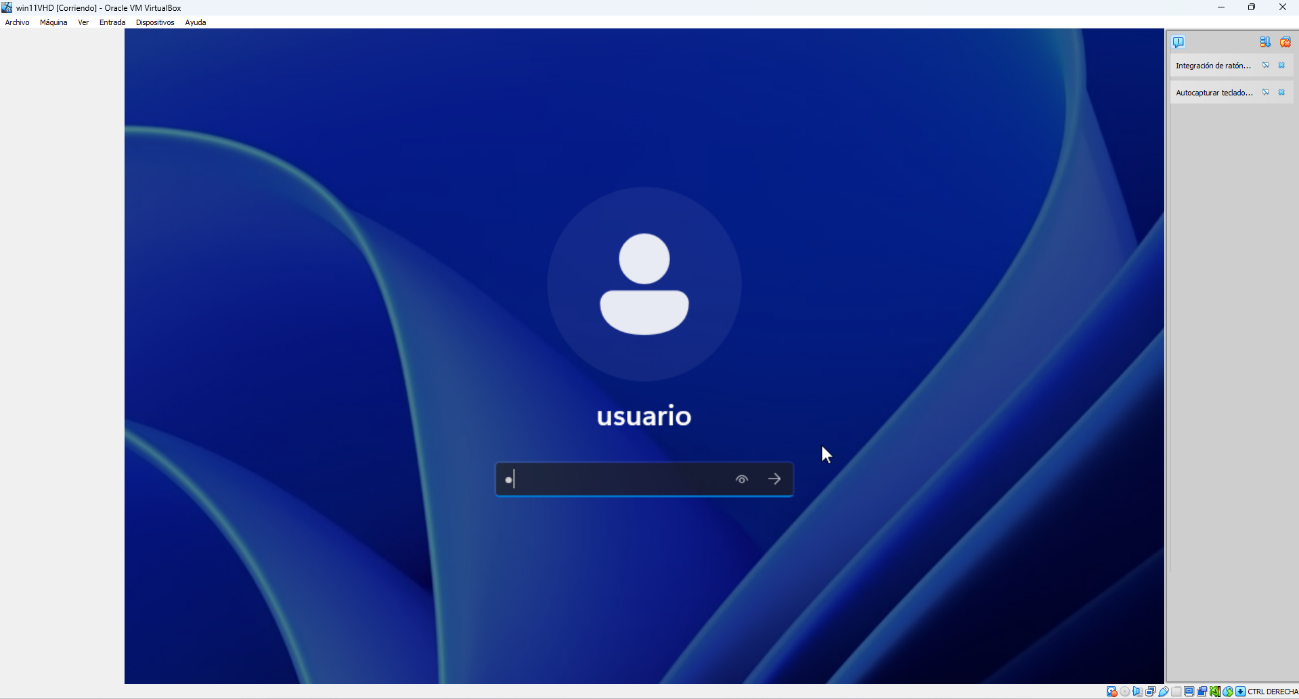 win11VHD [Corriendo] - Oracle VM VirtualBox
Archivo Máquina Ver Entrada Dispositivos Ayuda
Integración de ratón...
Autocapturar teclado...
usuario
CTRL DERECHA